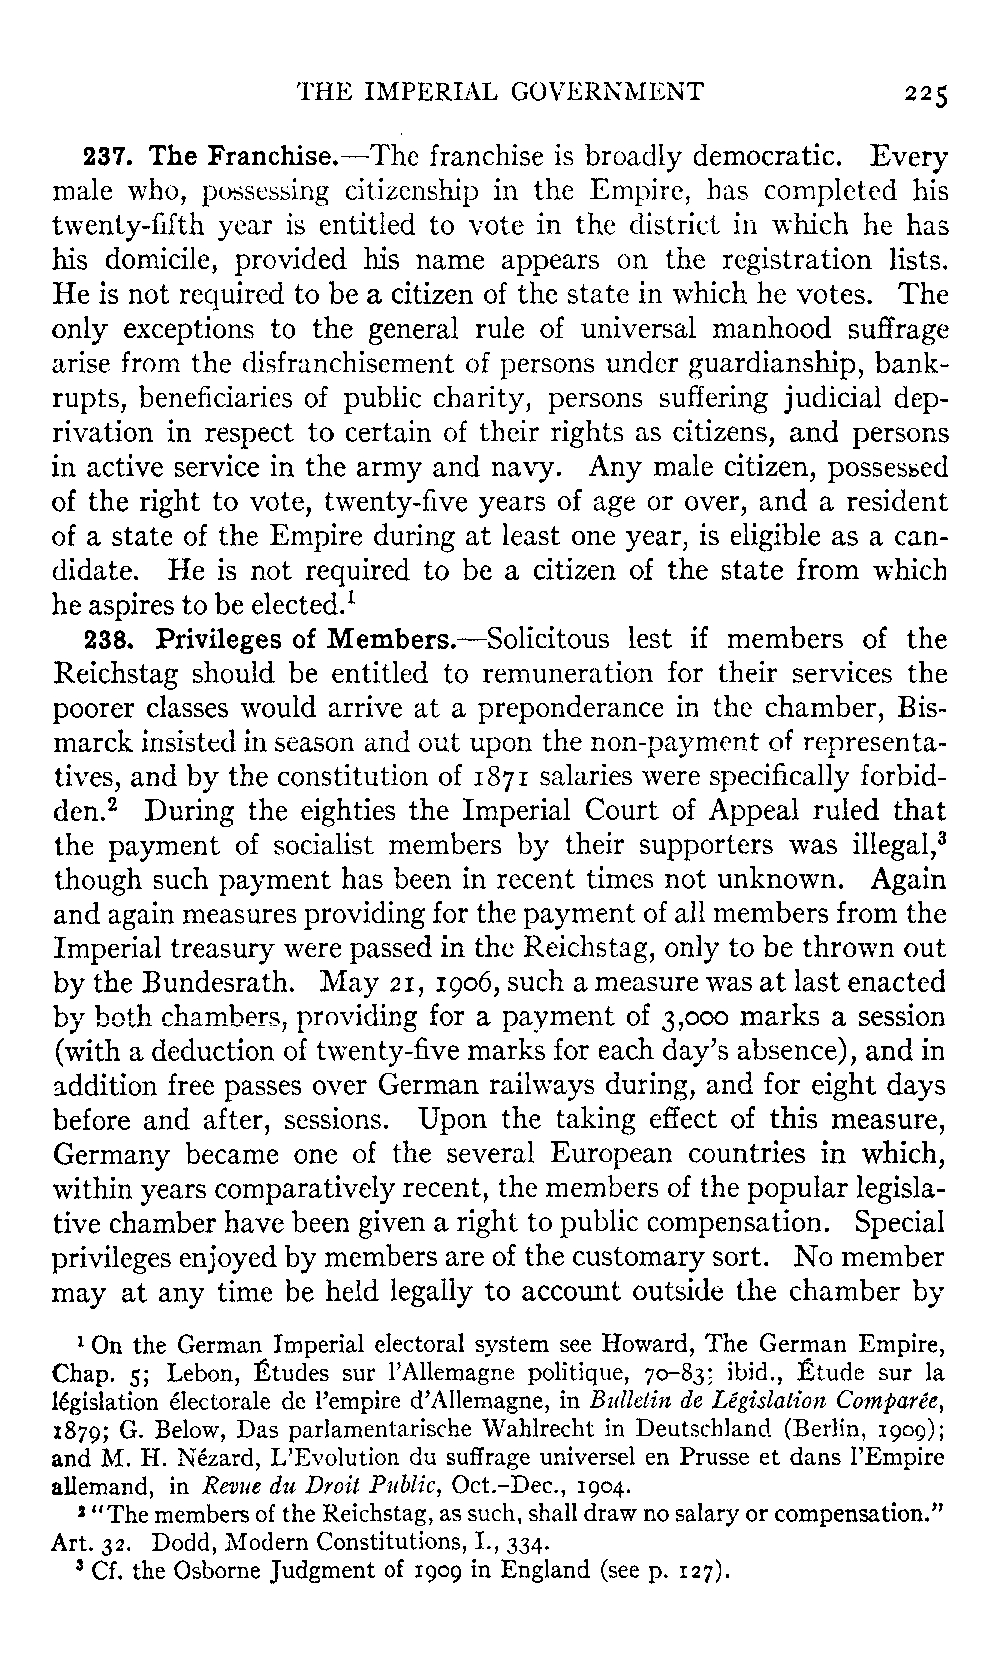 THE IMPERIAL GOVERNMENT 225
237. The Franchise.—The franchise is broadly democratic. Every
male who, possessing citizenship in the Empire, has completed his
twenty-fifth year is entitled to vote in the district in which he has
his domicile, provided his name appears on the registration lists.
He is not required to be a citizen of the state in which he votes. The
only exceptions to the general rule of universal manhood suffrage
arise from the disfranchisement of persons under guardianship, bank-
rupts, beneficiaries of public charity, persons suffering judicial dep-
rivation in respect to certain of their rights as citizens, and persons
in active service in the army and navy. Any male citizen, possessed
of the right to vote, twenty-five years of age or over, and a resident
of a state of the Empire during at least one year, is eligible as a can-
didate. He is not required to be a citizen of the state from which
he aspires to be elected.¹
238. Privileges of Members.—Solicitous lest if members of the
Reichstag should be entitled to remuneration for their services the
poorer classes would arrive at a preponderance in the chamber, Bis-
marck insisted in season and out upon the non-payment of representa-
tives, and by the constitution of 1871 salaries were specifically forbid-
den.² During the eighties the Imperial Court of Appeal ruled that
the payment of socialist members by their supporters was illegal,³
though such payment has been in recent times not unknown. Again
and again measures providing for the payment of all members from the
Imperial treasury were passed in the Reichstag, only to be thrown out
by the Bundesrath. May 21, 1906, such a measure was at last enacted
by both chambers, providing for a payment of 3,000 marks a session
(with a deduction of twenty-five marks for each day's absence), and in
addition free passes over German railways during, and for eight days
before and after, sessions. Upon the taking effect of this measure,
Germany became one of the several European countries in which,
within years comparatively recent, the members of the popular legisla-
tive chamber have been given a right to public compensation. Special
privileges enjoyed by members are of the customary sort. No member
may at any time be held legally to account outside the chamber by
¹ On the German Imperial electoral system see Howard, The German Empire,
Chap. 5; Lebon, Études sur l'Allemagne politique, 70–83; ibid., Étude sur la
législation électorale de l'empire d'Allemagne, in Bulletin de Législation Comparée,
1879; G. Below, Das parlamentarische Wahlrecht in Deutschland (Berlin, 1909);
and M. H. Nézard, L'Evolution du suffrage universel en Prusse et dans l'Empire
allemand, in Revue du Droit Public, Oct.–Dec., 1904.
² "The members of the Reichstag, as such, shall draw no salary or compensation."
Art. 32. Dodd, Modern Constitutions, I., 334.
³ Cf. the Osborne Judgment of 1909 in England (see p. 127).